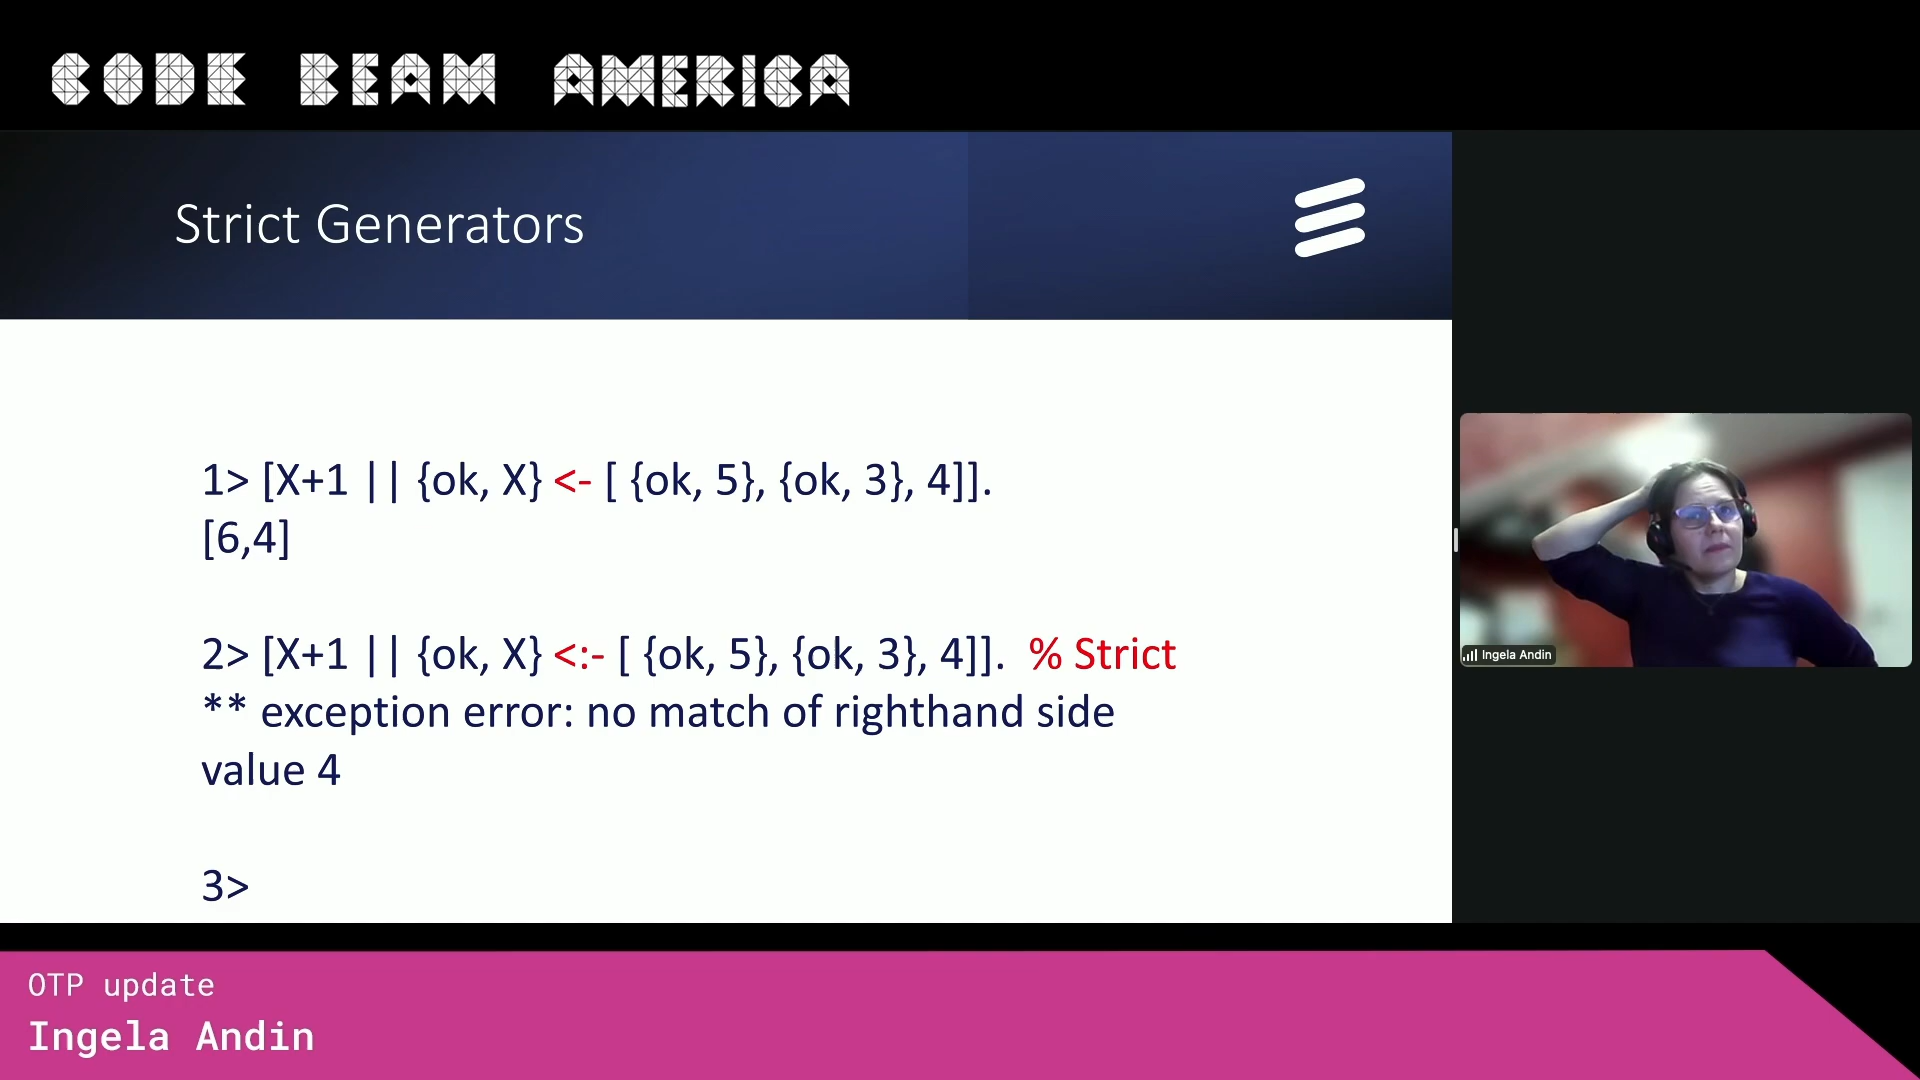 CODE BEAM AMERICA
Strict Generators
1> [X+1 || {ok, X} <- [ {ok, 5}, {ok, 3}, 4]].
[6,4]
2> [X+1 || {ok, X} <:- [ {ok, 5}, {ok, 3}, 4]].  % Strict
** exception error: no match of righthand side
value 4
3>
Ingela Andin
OTP update
Ingela Andin